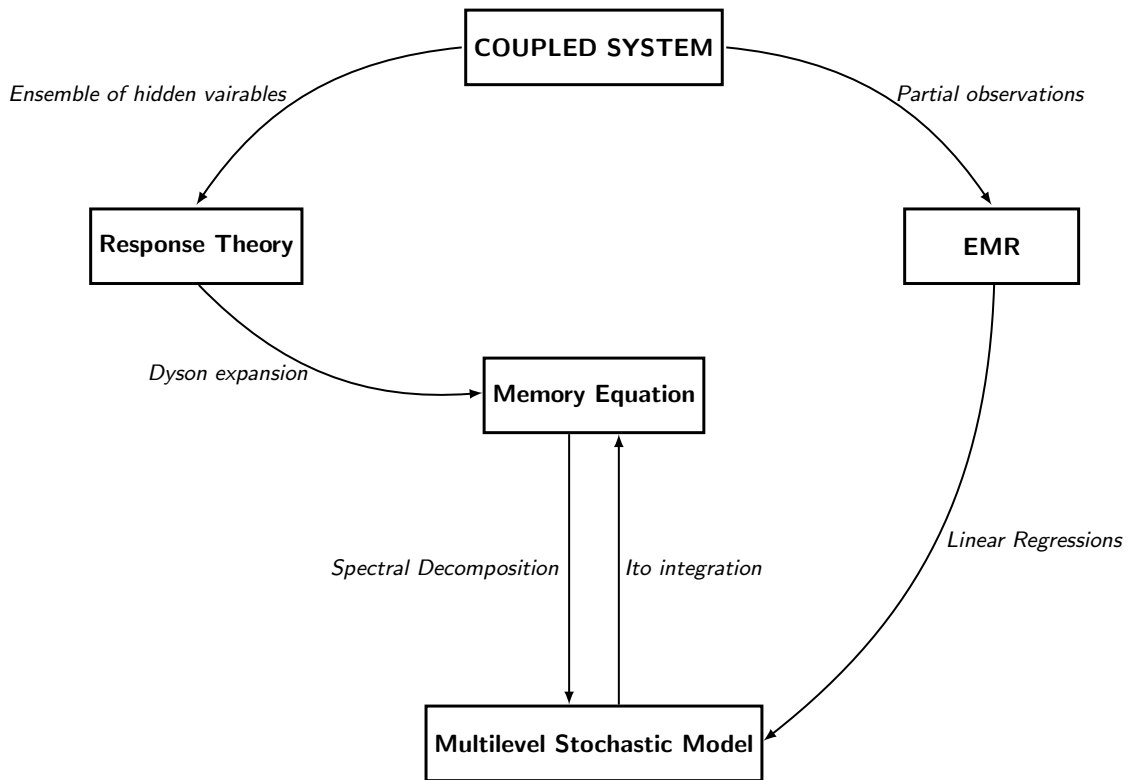 COUPLED SYSTEM
Ensemble of hidden vairables
Partial observations
Response Theory
EMR
Dyson expansion
Memory Equation
Linear Regressions
Spectral Decomposition
Ito integration
Multilevel Stochastic Model